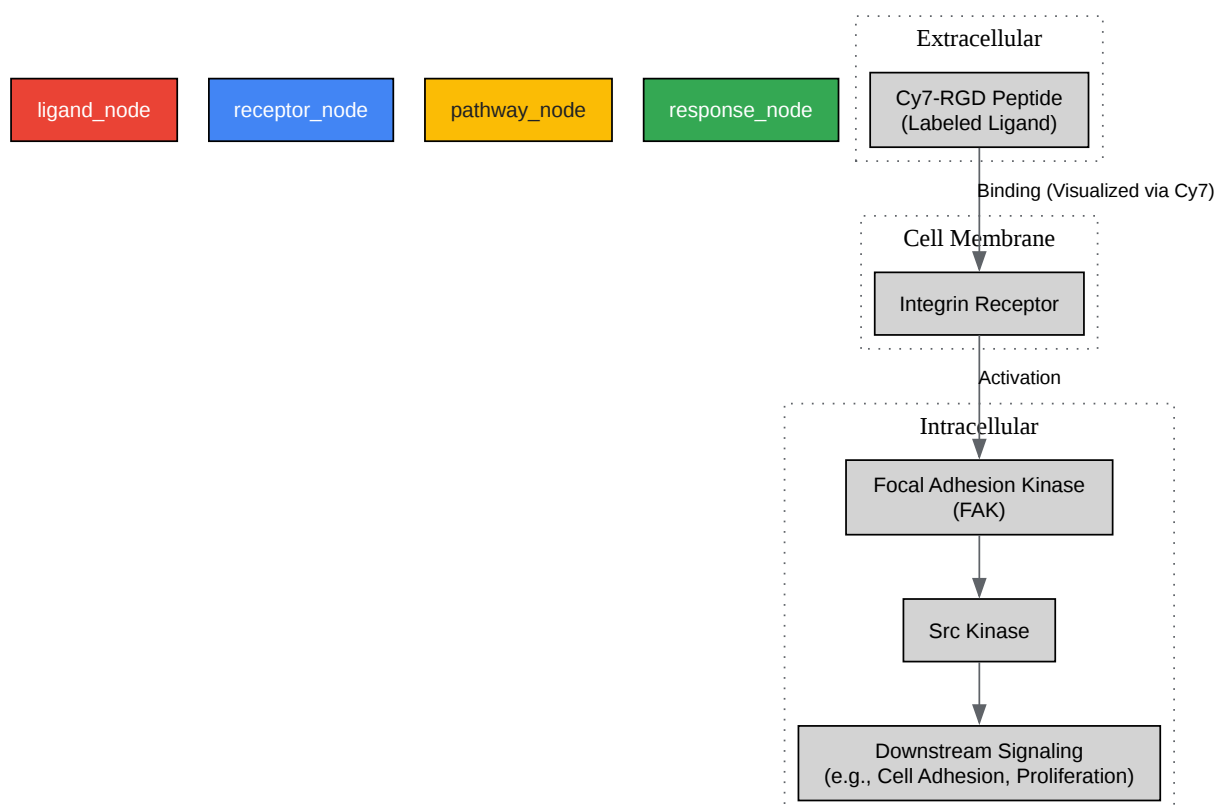 Extracellular
ligand_node
receptor_node
pathway_node
response_node
Cy7-RGD Peptide
(Labeled Ligand)
Binding (Visualized via Cy7)
Cell Membrane
Integrin Receptor
Activation
Intracellular
Focal Adhesion Kinase
(FAK)
Src Kinase
Downstream Signaling
(e.g., Cell Adhesion, Proliferation)